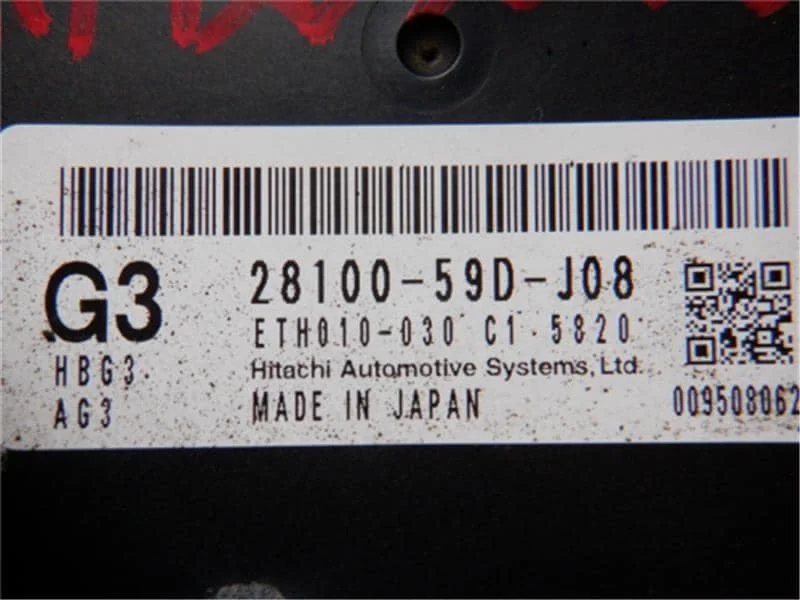 G3 28100-59D-J08
ETH010-030 C1.5820
HBG3. Hitachi Automotive Systems, Ltd.
AG3 MADE IN JAPAN 009508062